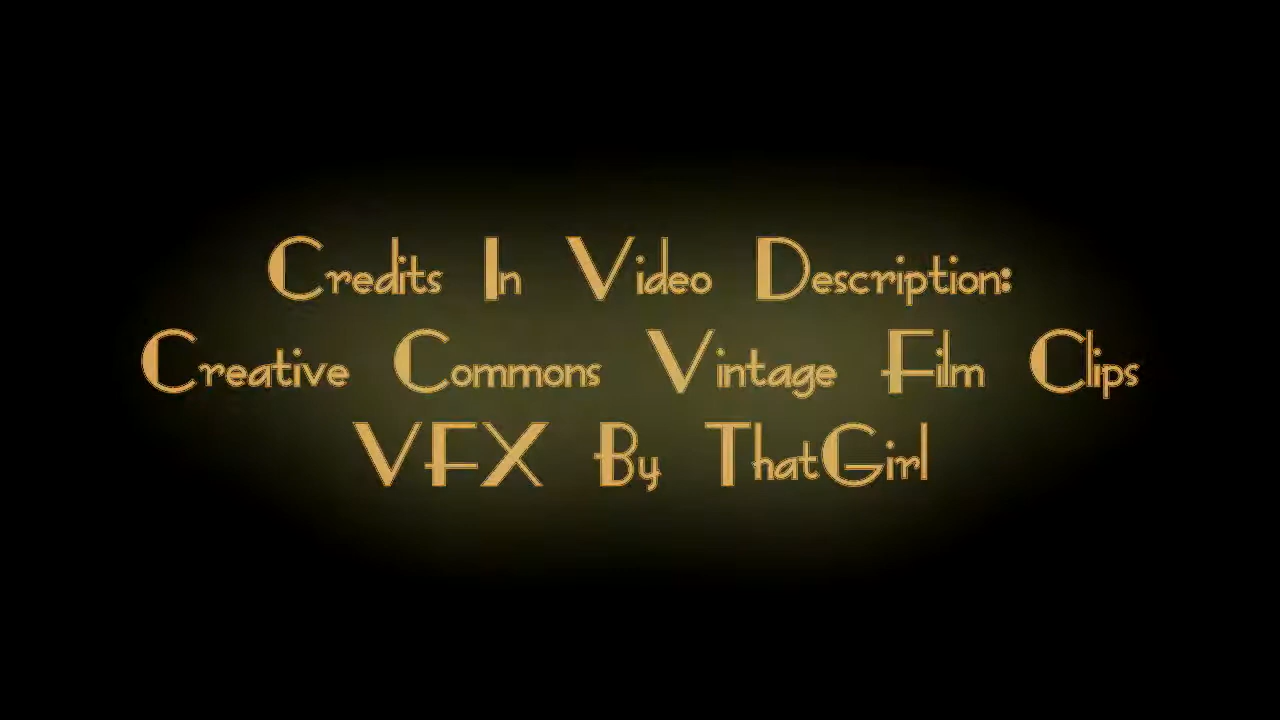 Credits In Video Description:
Creative Commons Vintage Film Clips
VFX By ThatGirl